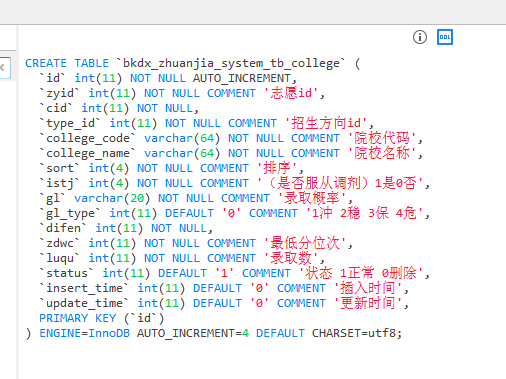 DDL
CREATE TABLE `bkdx_zhuanjia_system_tb_college` (
`id` int(11) NOT NULL AUTO_INCREMENT,
`zyid` int(11) NOT NULL COMMENT '志愿id',
`cid` int(11) NOT NULL,
`type_id` int(11) NOT NULL COMMENT '招生方向id',
`college_code` varchar(64) NOT NULL COMMENT '院校代码',
`college_name` varchar(64) NOT NULL COMMENT '院校名称',
`sort` int(4) NOT NULL COMMENT '排序',
`istj` int(4) NOT NULL COMMENT '（是否服从调剂）1是0否',
`gl` varchar(20) NOT NULL COMMENT '录取概率',
`gl_type` int(11) DEFAULT '0' COMMENT '1冲 2稳 3保 4危',
`difen` int(11) NOT NULL,
`zdwc` int(11) NOT NULL COMMENT '最低分位次',
`luqu` int(11) NOT NULL COMMENT '录取数',
`status` int(11) DEFAULT '1' COMMENT '状态 1正常 0删除',
`insert_time` int(11) DEFAULT '0' COMMENT '插入时间',
`update_time` int(11) DEFAULT '0' COMMENT '更新时间',
PRIMARY KEY (`id`)
) ENGINE=InnoDB AUTO_INCREMENT=4 DEFAULT CHARSET=utf8;